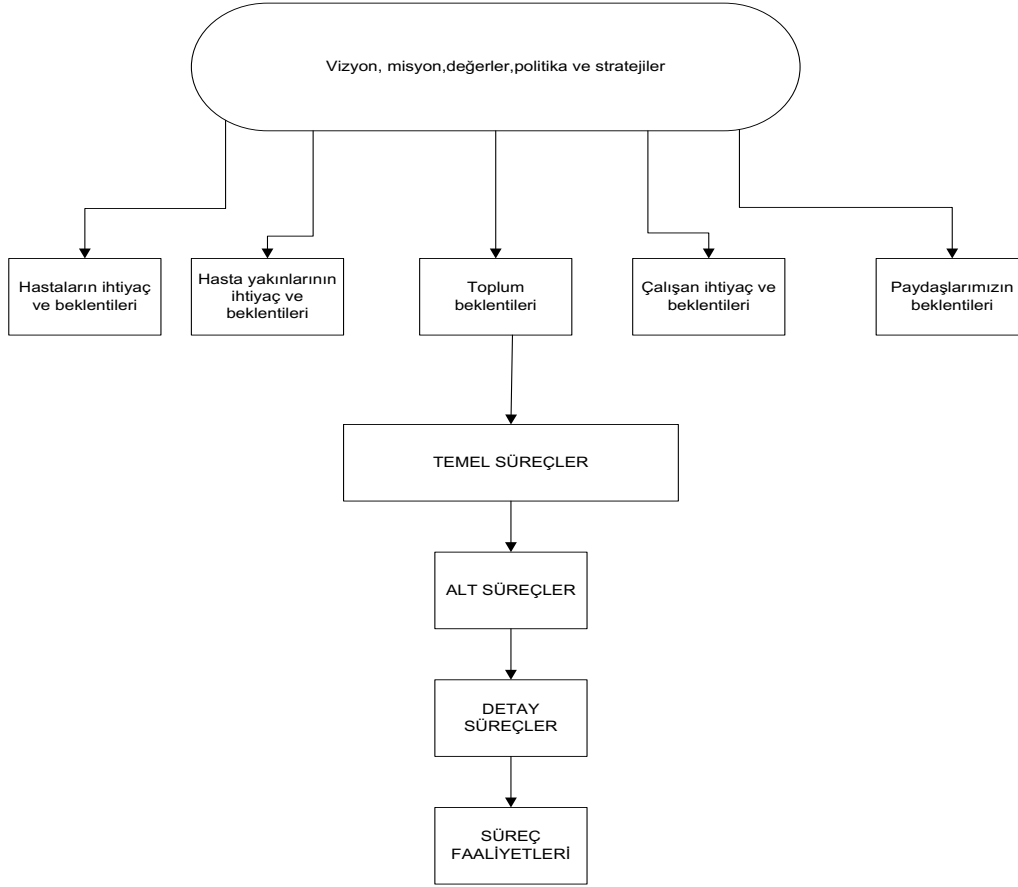 Vizyon, misyon,değerler,politika ve stratejiler
Hastaların ihtiyaç
ve beklentileri
Hasta yakınlarının
ihtiyaç ve
beklentileri
Toplum
beklentileri
Çalışan ihtiyaç ve
beklentileri
Paydaşlarımızın
beklentileri
TEMEL SÜREÇLER
ALT SÜREÇLER
DETAY
SÜREÇLER
SÜREÇ
FAALİYETLERİ